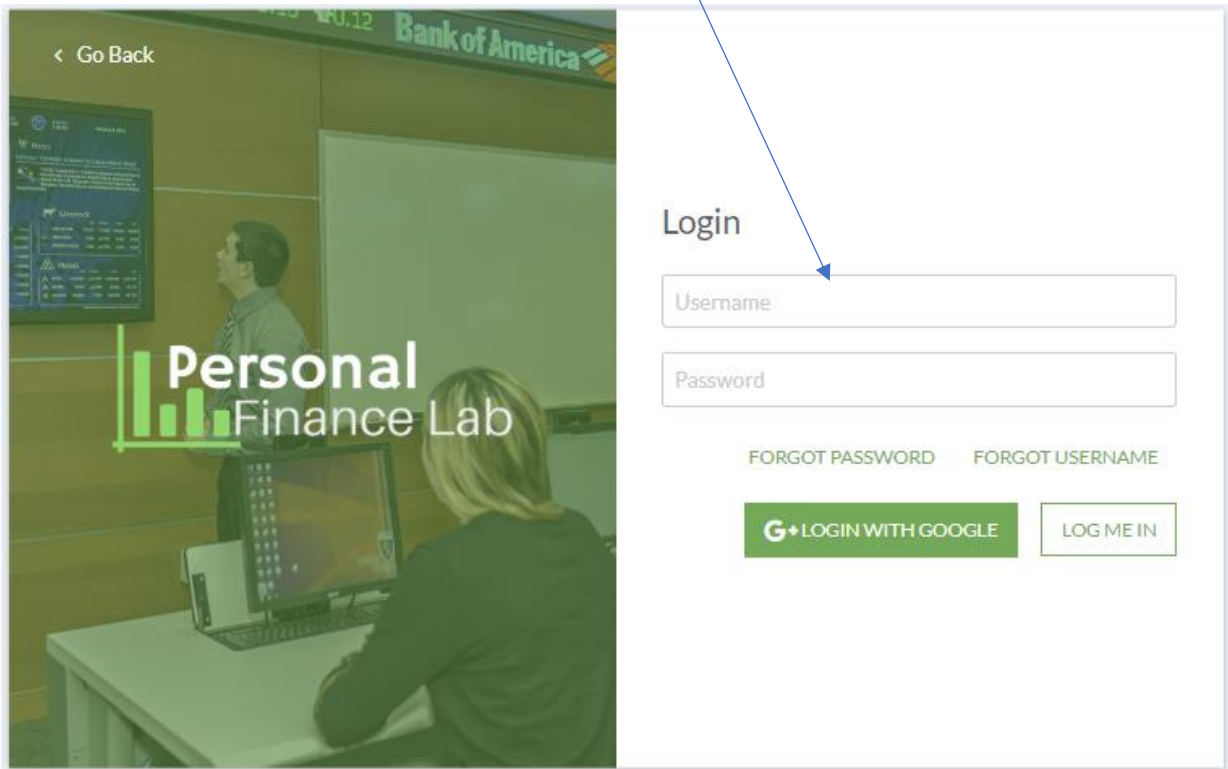 Bank of America
< Go Back
Personal
Finance Lab
Login
Username
Password
FORGOT PASSWORD FORGOT USERNAME
G+ LOGIN WITH GOOGLE LOG ME IN